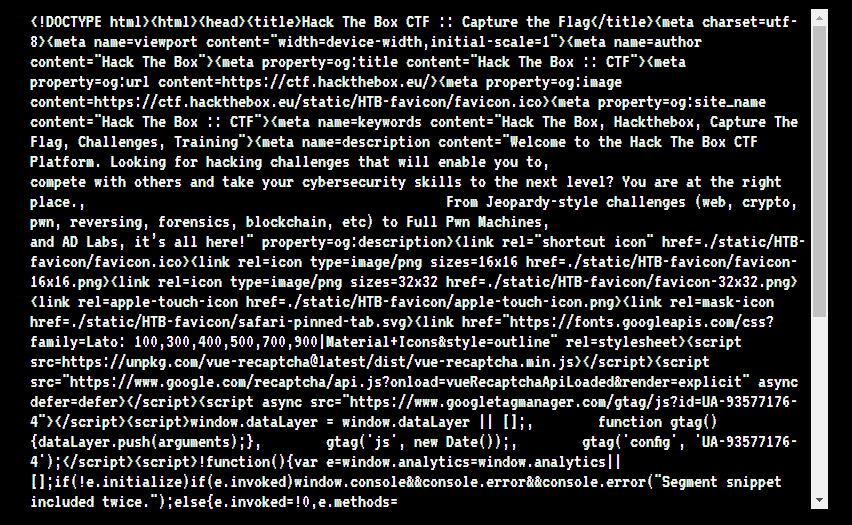 <!DOCTYPE html><html><head><title>Hack The Box CTF :: Capture the Flag</title><meta charset=utf-
8><meta name=viewport content="width=device-width,initial-scale=1"><meta name=author
content="Hack The Box"><meta property=og:title content="Hack The Box :: CTF"><meta
property=og:url content=https://ctf.hackthebox.eu/><meta property=og:image
content=https://ctf.hackthebox.eu/static/HTB-favicon/favicon.ico><meta property=og:site_name
content="Hack The Box :: CTF"><meta name=keywords content="Hack The Box, Hackthebox, Capture The
Flag, Challenges, Training"><meta name=description content="Welcome to the Hack The Box CTF
Platform. Looking for hacking challenges that will enable you to,
compete with others and take your cybersecurity skills to the next level? You are at the right
place., From Jeopardy-style challenges (web, crypto,
pwn, reversing, forensics, blockchain, etc) to Full Pwn Machines,
and AD Labs, it's all here!" property=og:description><link rel="shortcut icon" href=./static/HTB-
favicon/favicon.ico><link rel=icon type=image/png sizes=16x16 href=./static/HTB-favicon/favicon-
16x16.png><link rel=icon type=image/png sizes=32x32 href=./static/HTB-favicon/favicon-32x32.png>
<link rel=apple-touch-icon href=./static/HTB-favicon/apple-touch-icon.png><link rel=mask-icon
href=./static/HTB-favicon/safari-pinned-tab.svg><link href="https://fonts.googleapis.com/css?
family=Lato: 100,300,400,500,700,900|Material+Icons&style=outline" rel=stylesheet><script
src=https://unpkg.com/vue-recaptcha@latest/dist/vue-recaptcha.min.js></script><script
src="https://www.google.com/recaptcha/api.js?onload=vueRecaptchaApiLoaded&render=explicit" async
defer=defer></script><script async src="https://www.googletagmanager.com/gtag/js?id=UA-93577176-
4"></script><script>window.dataLayer = window.dataLayer || [];, function gtag()
{dataLayer.push(arguments);}, gtag('js', new Date());, gtag('config', 'UA-93577176-
4');</script><script>!function(){var e=window.analytics=window.analytics||
[];if(!e.initialize)if(e.invoked)window.console&&console.error&&console.error("Segment snippet
included twice.");else{e.invoked=!0,e.methods=